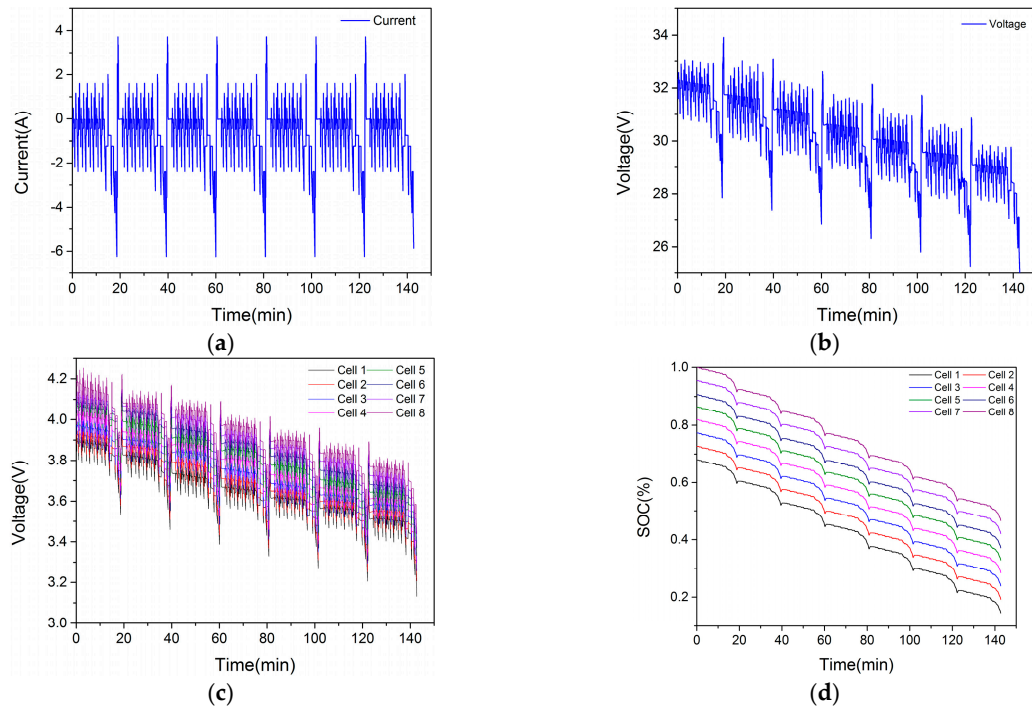 Current
Current(A)
4
2
0
-2
-4
-6
0 20 40 60 80 100 120 140
Time(min)
(a)
Voltage
Voltage(V)
34
32
30
28
26
0 20 40 60 80 100 120 140
Time(min)
(b)
Cell 1 Cell 5
Cell 2 Cell 6
Cell 3 Cell 7
Cell 4 Cell 8
Voltage(V)
4.2
4.0
3.8
3.6
3.4
3.2
3.0
0 20 40 60 80 100 120 140
Time(min)
(c)
Cell 1 Cell 2
Cell 3 Cell 4
Cell 5 Cell 6
Cell 7 Cell 8
SOC(%)
1.0
0.8
0.6
0.4
0.2
0 20 40 60 80 100 120 140
Time(min)
(d)